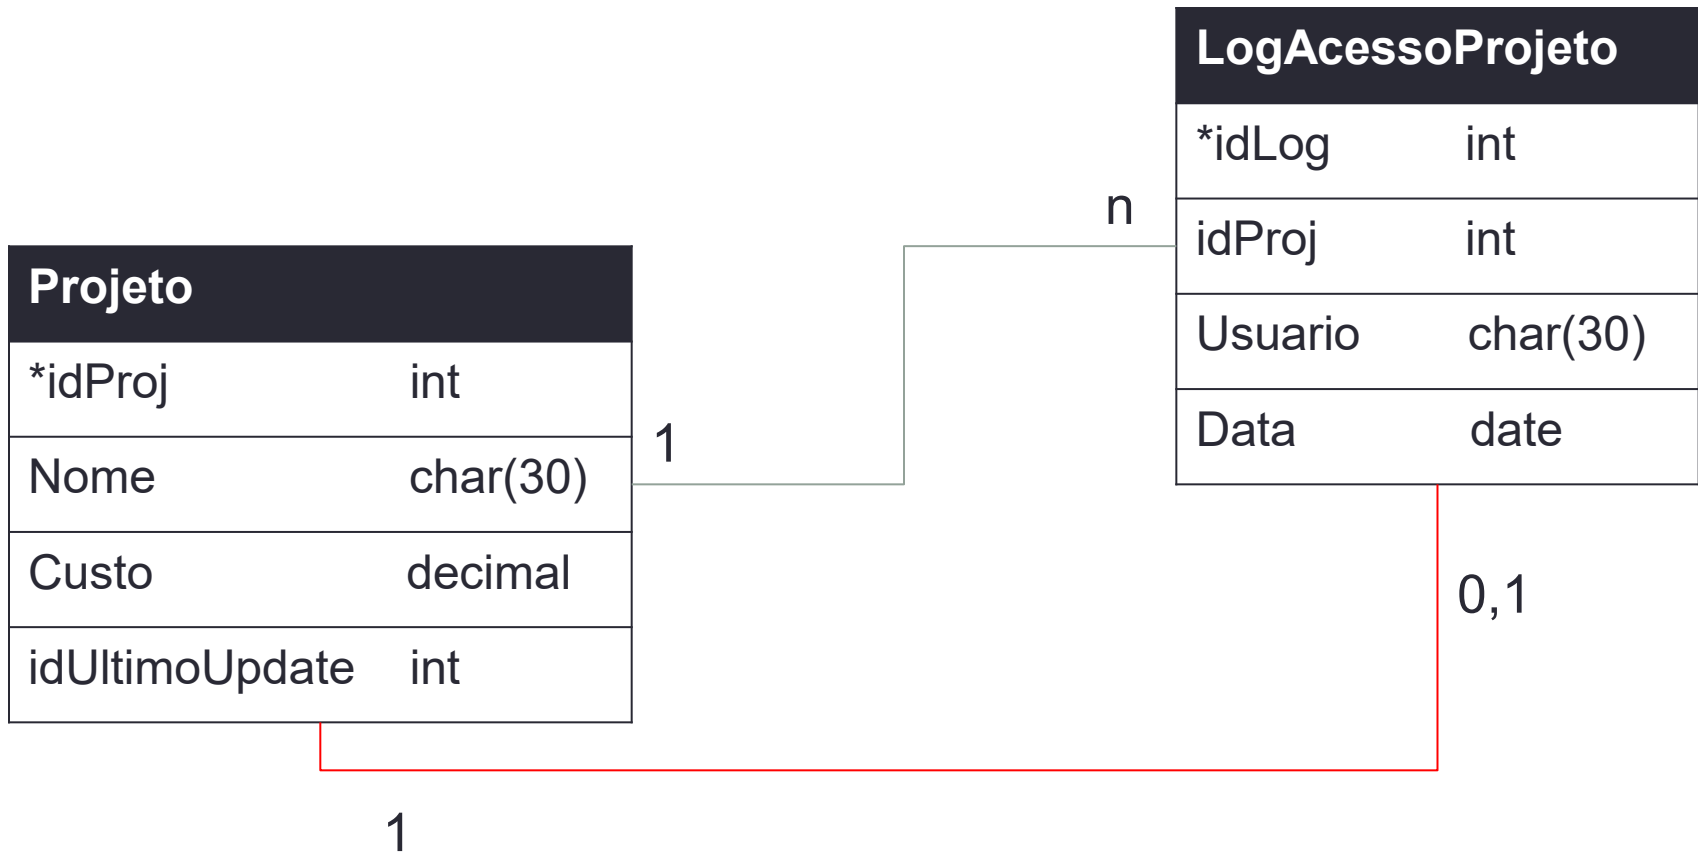 LogAcessoProjeto
*idLog int
idProj int
Usuario char(30)
Data date
n
Projeto
*idProj int
Nome char(30)
Custo decimal
idUltimoUpdate int
1
0,1
1